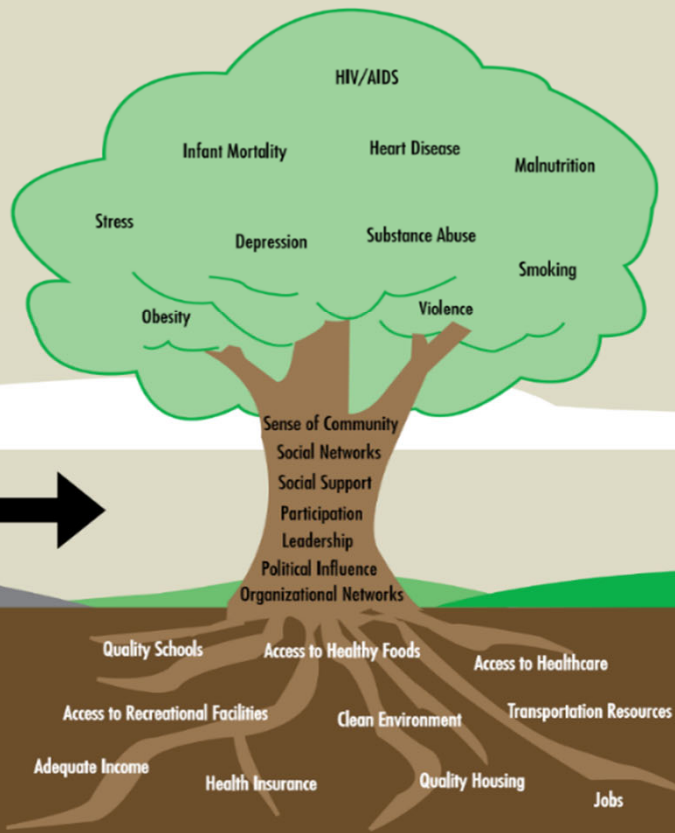 HIV/AIDS
Infant Mortality
Heart Disease
Malnutrition
Stress
Depression
Substance Abuse
Smoking
Obesity
Violence
Sense of Community
Social Networks
Social Support
Participation
Leadership
Political Influence
Organizational Networks
Quality Schools
Access to Healthy Foods
Access to Healthcare
Access to Recreational Facilities
Clean Environment
Transportation Resources
Adequate Income
Health Insurance
Quality Housing
Jobs